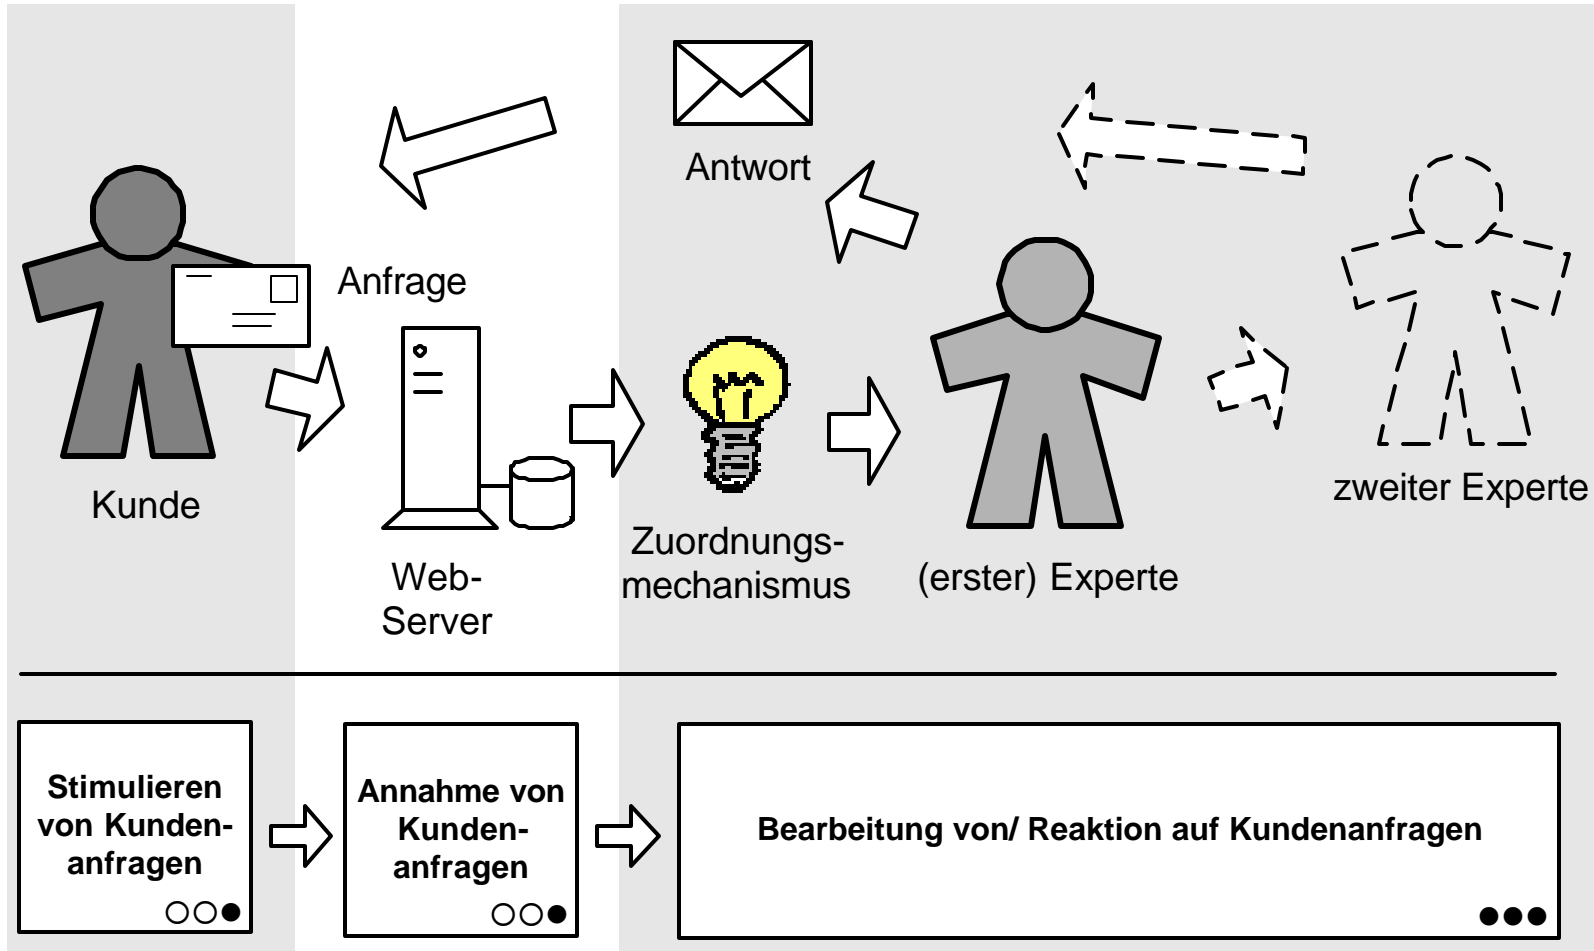 Antwort
Anfrage
Kunde
zweiter Experte
Web-
Server
Zuordnungs-
mechanismus
(erster) Experte
Stimulieren
von Kunden-
anfragen
Annahme von
Kunden-
anfragen
Bearbeitung von/ Reaktion auf Kundenanfragen